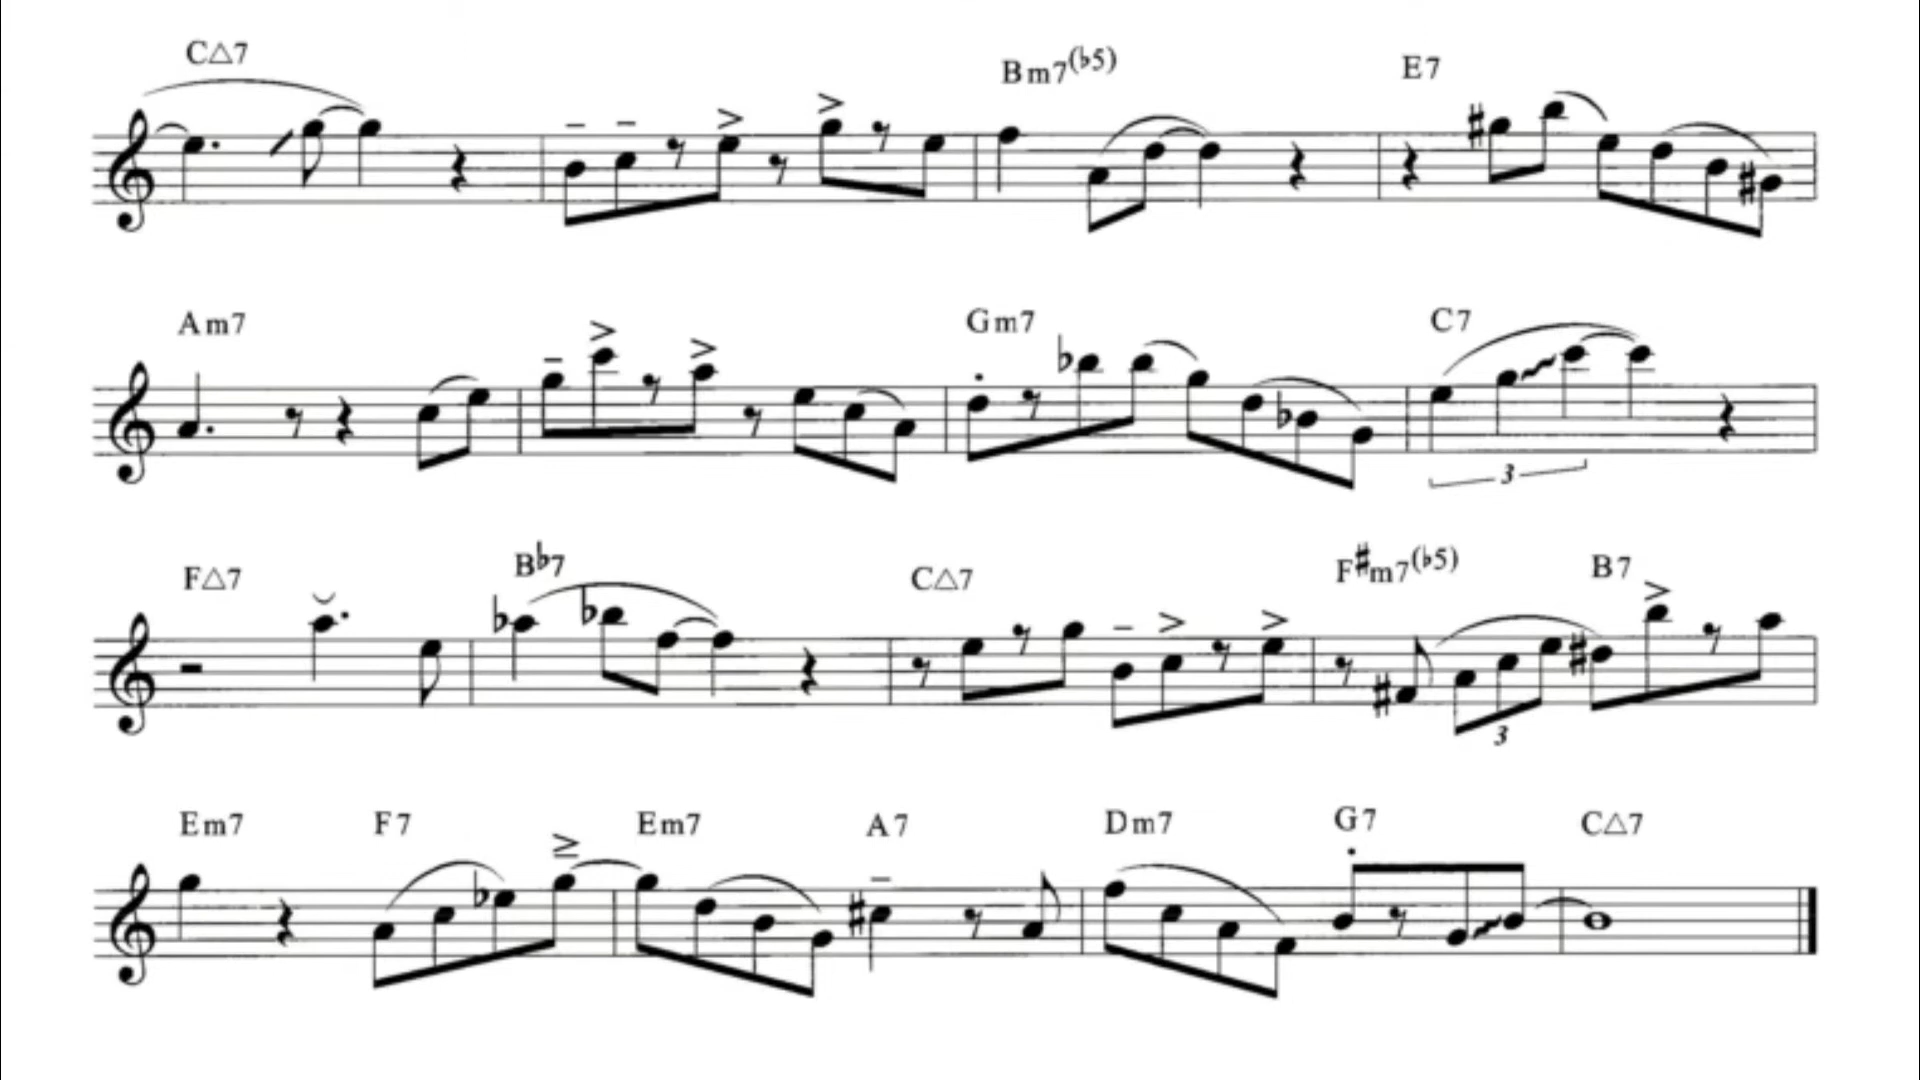 C△7 Bm7(♭5) E7
Am7 Gm7 C7
3
F△7 B♭7 C△7 F♯m7(♭5) B7
3
Em7 F7 Em7 A7 Dm7 G7 C△7